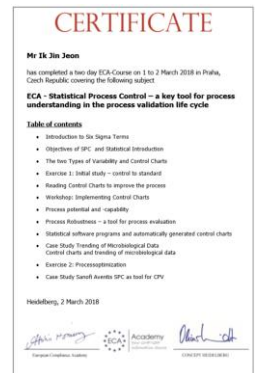 CERTIFICATE
Mr Ik Jin Jeon
has completed a two day ECA-Course on 1 to 2 March 2018 in Praha,
Czech Republic covering the following subject
ECA - Statistical Process Control – a key tool for process
understanding in the process validation life cycle
Table of contents
• Introduction to Six Sigma Terms
• Objectives of SPC and Statistical Introduction
• The two Types of Variability and Control Charts
• Exercise 1: Initial study – control to standard
• Reading Control Charts to improve the process
• Workshop: Implementing Control Charts
• Process potential and -capability
• Process Robustness – a tool for process evaluation
• Statistical software programs and automatically generated control charts
• Case Study Trending of Microbiological Data
Control charts and trending of microbiological data
• Exercise 2: Processoptimization
• Case Study Sanofi Aventis SPC as tool for CPV
Heidelberg, 2 March 2018
ECA Academy
European Compliance Academy
CONCEPT HEIDELBERG